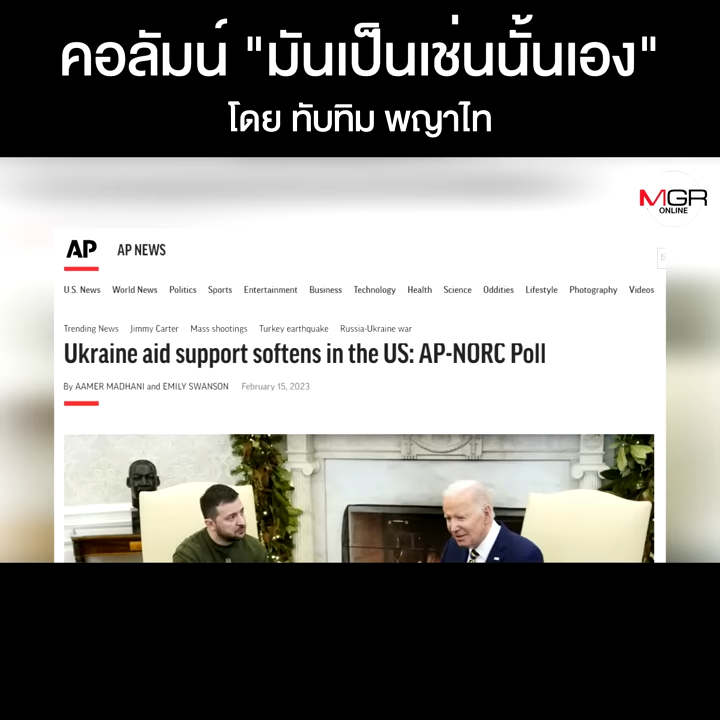 คอลัมน์ "มันเป็นเช่นนั้นเอง"
โดย ทับทิม พญาไท
MGR
ONLINE
AP AP NEWS
U.S. News World News Politics Sports Entertainment Business Technology Health Science Oddities Lifestyle Photography Videos
Trending News Jimmy Carter Mass shootings Turkey earthquake Russia-Ukraine war
Ukraine aid support softens in the US: AP-NORC Poll
By AAMER MADHANI and EMILY SWANSON February 15, 2023